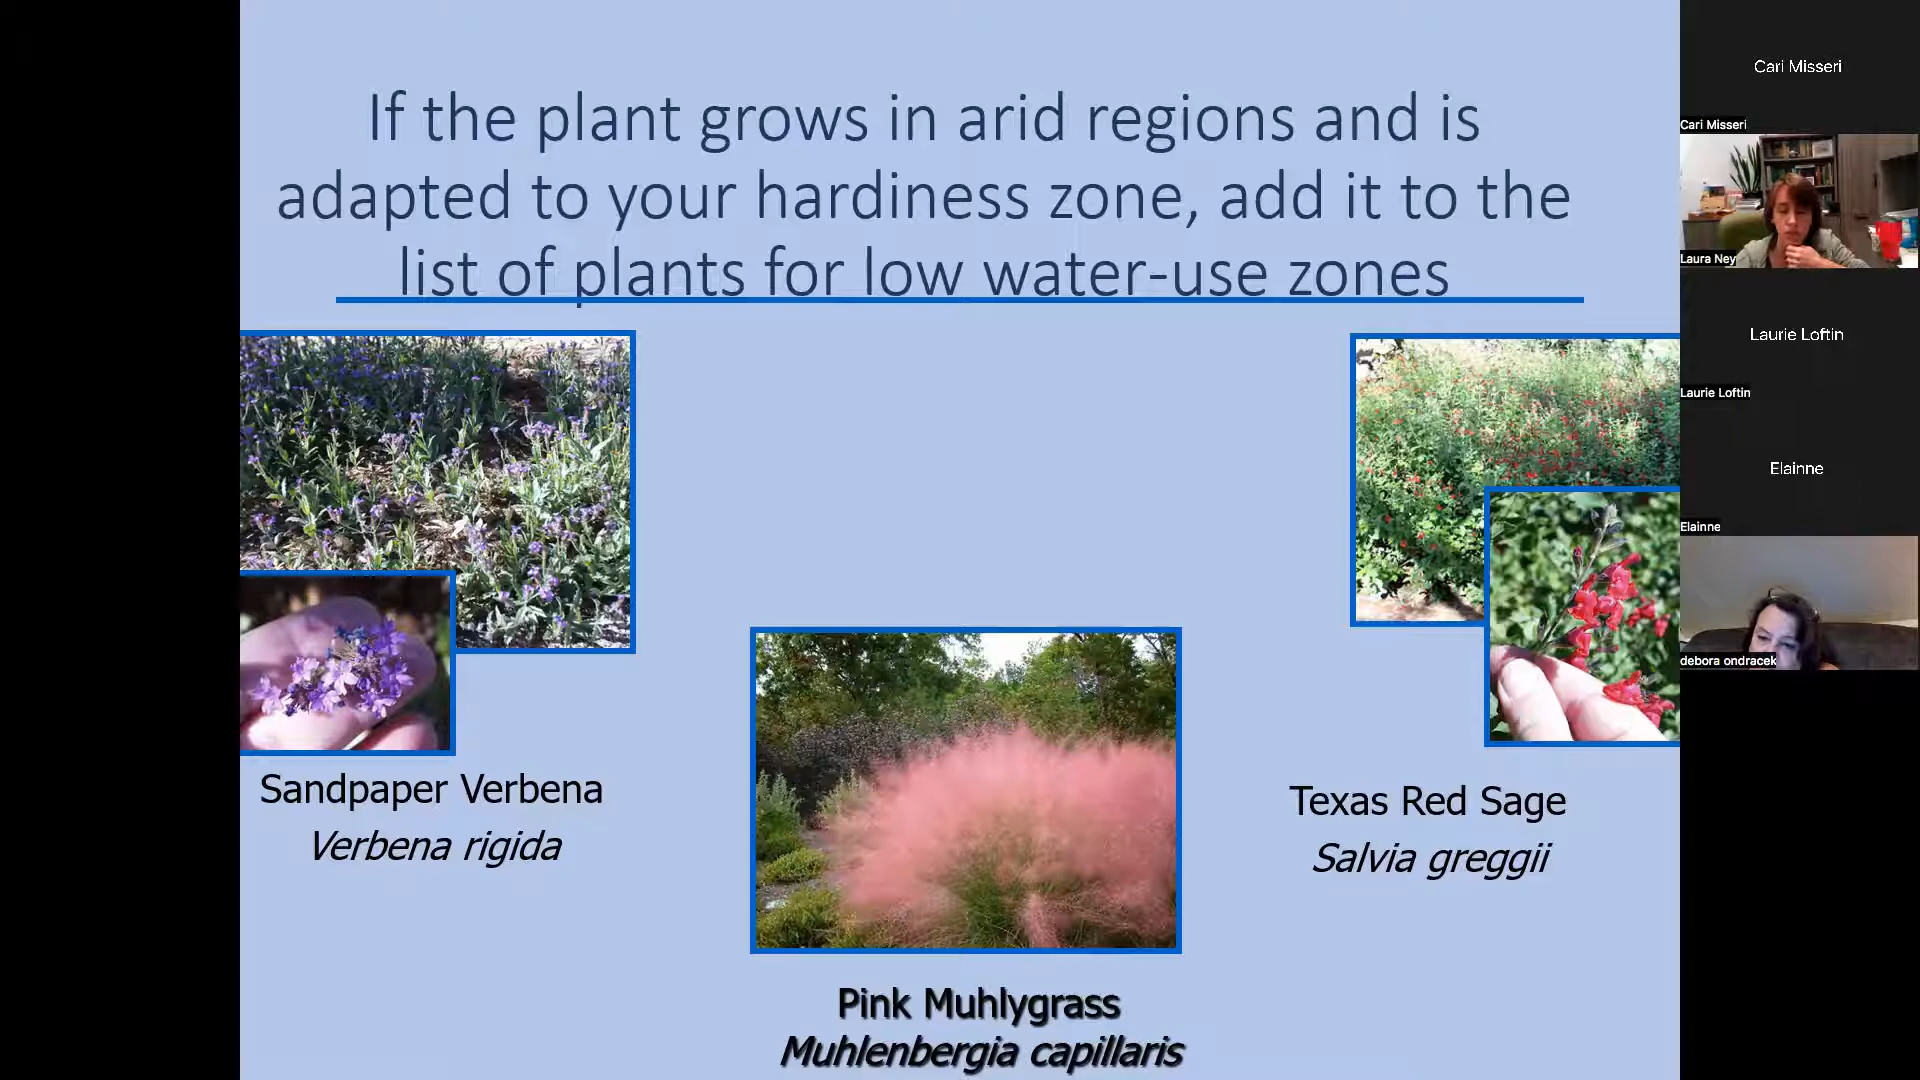 If the plant grows in arid regions and is
adapted to your hardiness zone, add it to the
list of plants for low water-use zones
Sandpaper Verbena
Verbena rigida
Pink Muhlygrass
Muhlenbergia capillaris
Texas Red Sage
Salvia greggii
Cari Misseri
Cari Misseri
Laura Ney
Laurie Loftin
Laurie Loftin
Elainne
Elainne
debora ondracek